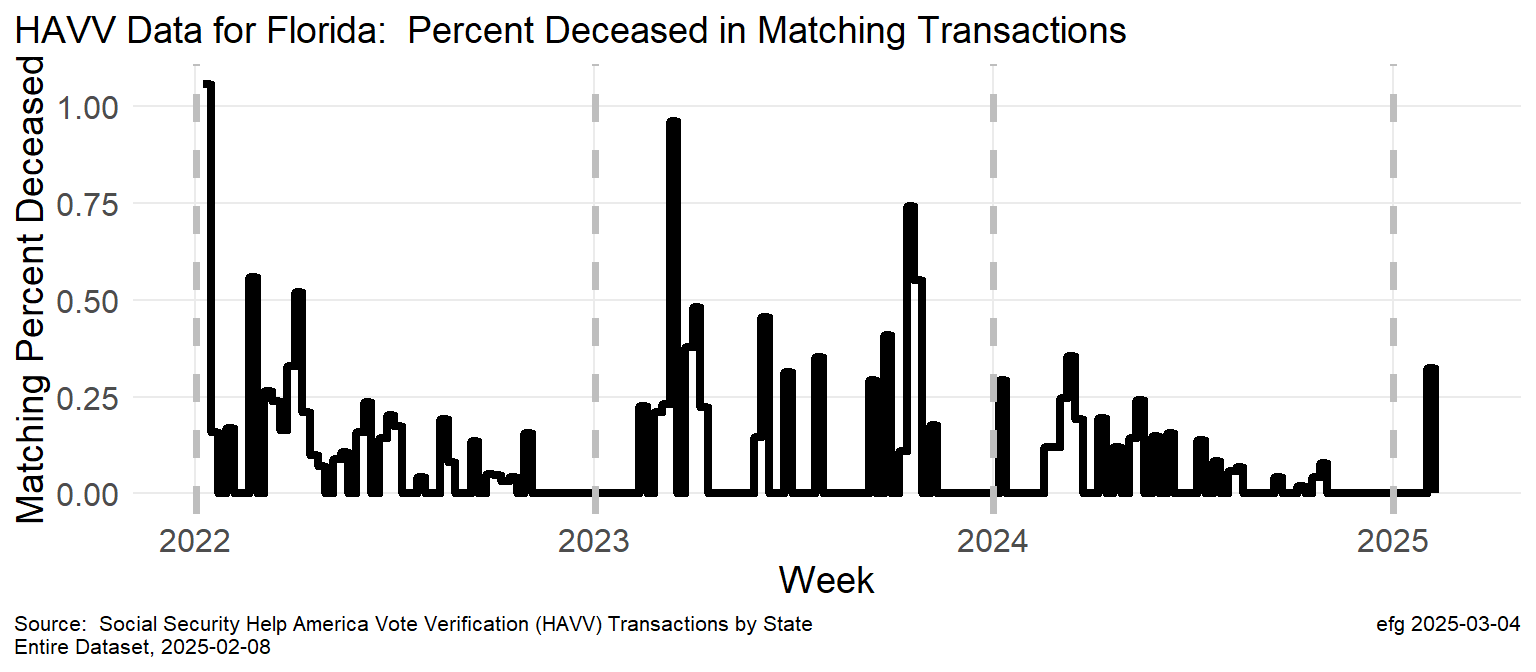 HAVV Data for Florida:  Percent Deceased in Matching Transactions
Matching Percent Deceased
1.00
0.75
0.50
0.25
0.00
2022 2023 2024 2025
Week
Source:  Social Security Help America Vote Verification (HAVV) Transactions by State
Entire Dataset, 2025-02-08
efg 2025-03-04